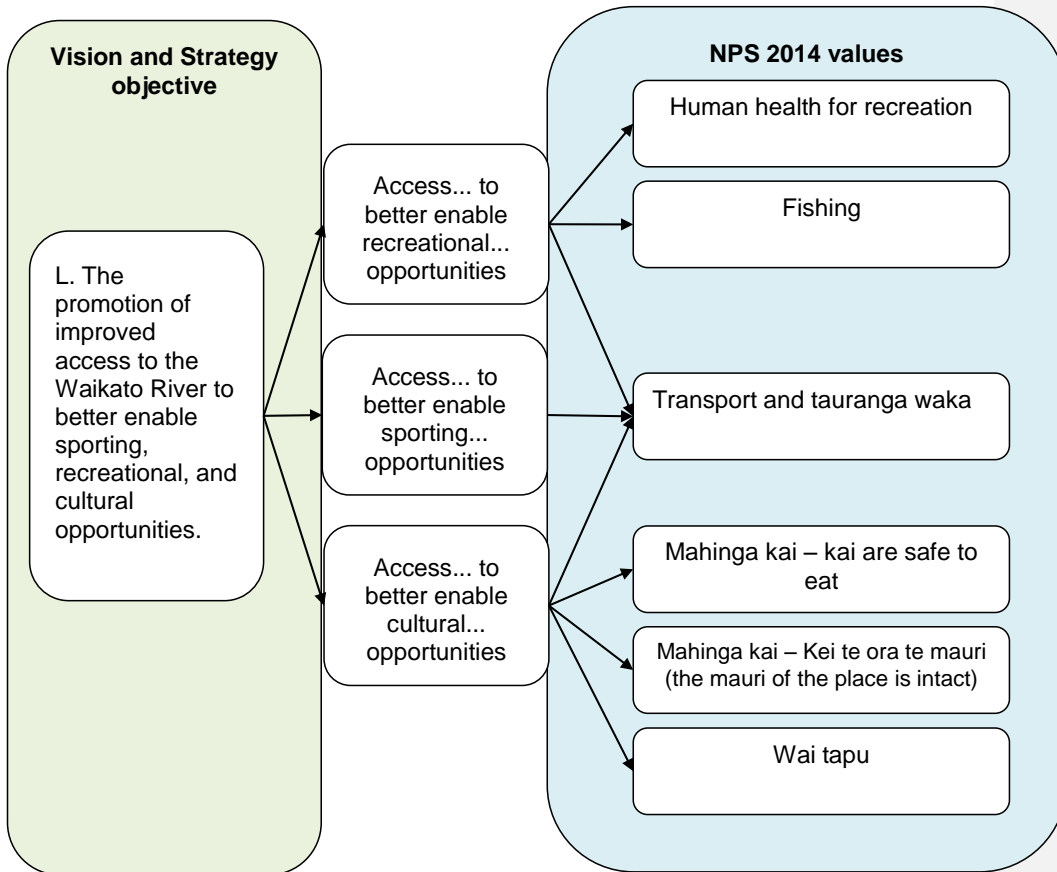 Vision and Strategy
objective
L. The
promotion of
improved
access to the
Waikato River to
better enable
sporting,
recreational, and
cultural
opportunities.
Access... to
better enable
recreational...
opportunities
Access... to
better enable
sporting...
opportunities
Access... to
better enable
cultural...
opportunities
NPS 2014 values
Human health for recreation
Fishing
Transport and tauranga waka
Mahinga kai – kai are safe to
eat
Mahinga kai – Kei te ora te mauri
(the mauri of the place is intact)
Wai tapu